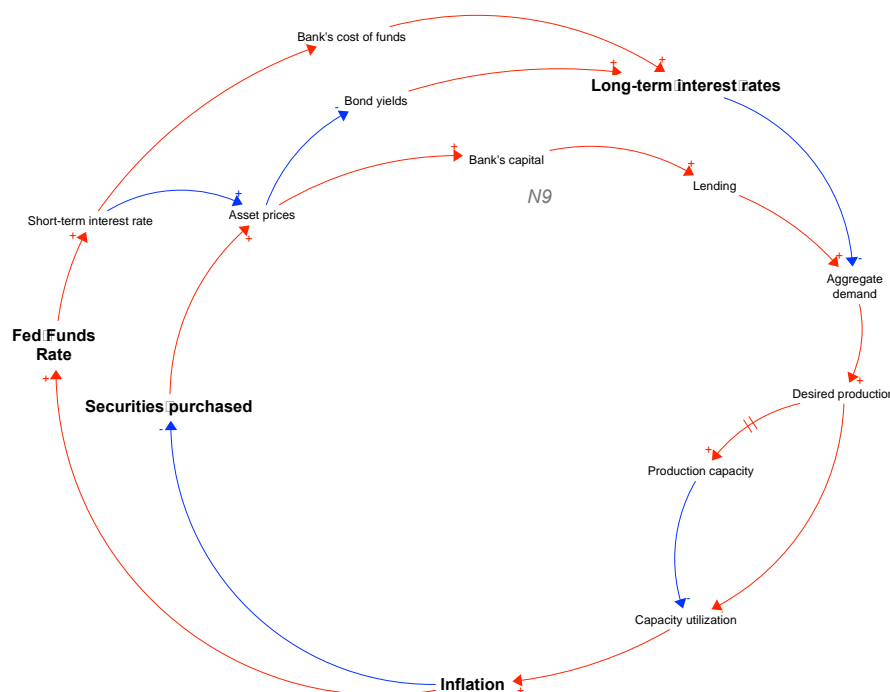 Bank's cost of funds
Long-term interest rates
Bond yields
Bank's capital
Lending
N9
Short-term interest rate
Asset prices
Aggregate
demand
Fed Funds
Rate
Securities purchased
Desired production
Production capacity
Capacity utilization
Inflation
+
+
+
-
+
+
+
+
+
+
-
+
+
-
+
+
-
+